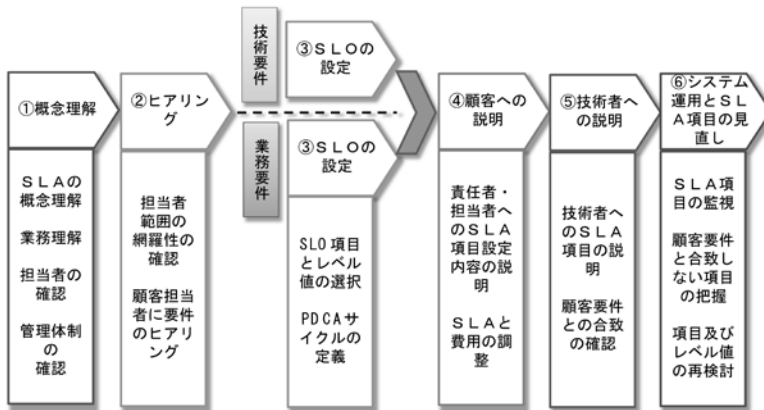 ①概念理解
ＳＬＡの
概念理解
業務理解
担当者の
確認
管理体制
の
確認
②ヒアリン
グ
担当者
範囲の
網羅性の
確認
顧客担当
者に要件
のヒアリ
ング
技術要件
③ＳＬＯの
設定
業務要件
③ＳＬＯの
設定
SLO 項目
とレベル
値の選択
PDCAサ
イクルの
定義
④顧客への
説明
責任者・
担当者へ
のＳＬＡ
項目設定
内容の説
明
ＳＬＡと
費用の調
整
⑤技術者へ
の説明
技術者へ
のＳＬＡ
項目の説
明
顧客要件
との合致
の確認
⑥システム
運用とＳＬ
Ａ項目の見
直し
ＳＬＡ項
目の監視
顧客要件
と合致し
ない項目
の把握
項目及び
レベル値
の再検討